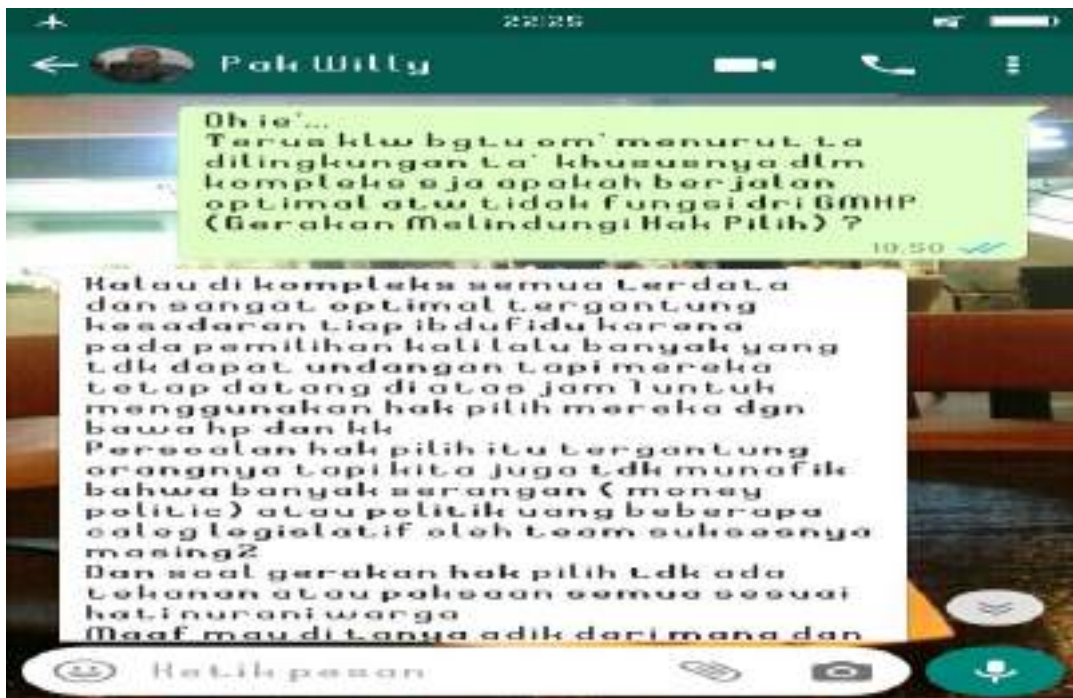 22:25
Pak Willy
Oh ie'...
Terus klw bgtu om' menurut ta
dilingkungan ta' khususnya dlm
kompleks sja apakah berjalan
optimal atw tidak fungsi dri GMHP
(Gerakan Melindungi Hak Pilih) ?
10.50
Kalau di kompleks semua terdata
dan sangat optimal tergantung
kesadaran tiap ibdufidu karena
pada pemilihan kali lalu banyak yang
tdk dapat undangan tapi mereka
tetap datang di atas jam 1 untuk
menggunakan hak pilih mereka dgn
bawa hp dan kk
Persoalan hak pilih itu tergantung
orangnya tapi kita juga tdk munafik
bahwa banyak serangan ( money
politic) atau politik uang beberapa
caleg legislatif oleh team suksesnya
masing2
Dan soal gerakan hak pilih tdk ada
tekanan atau paksaan semua sesuai
hati nurani warga
Maaf mau di tanya adik dari mana dan
Ketik pesan